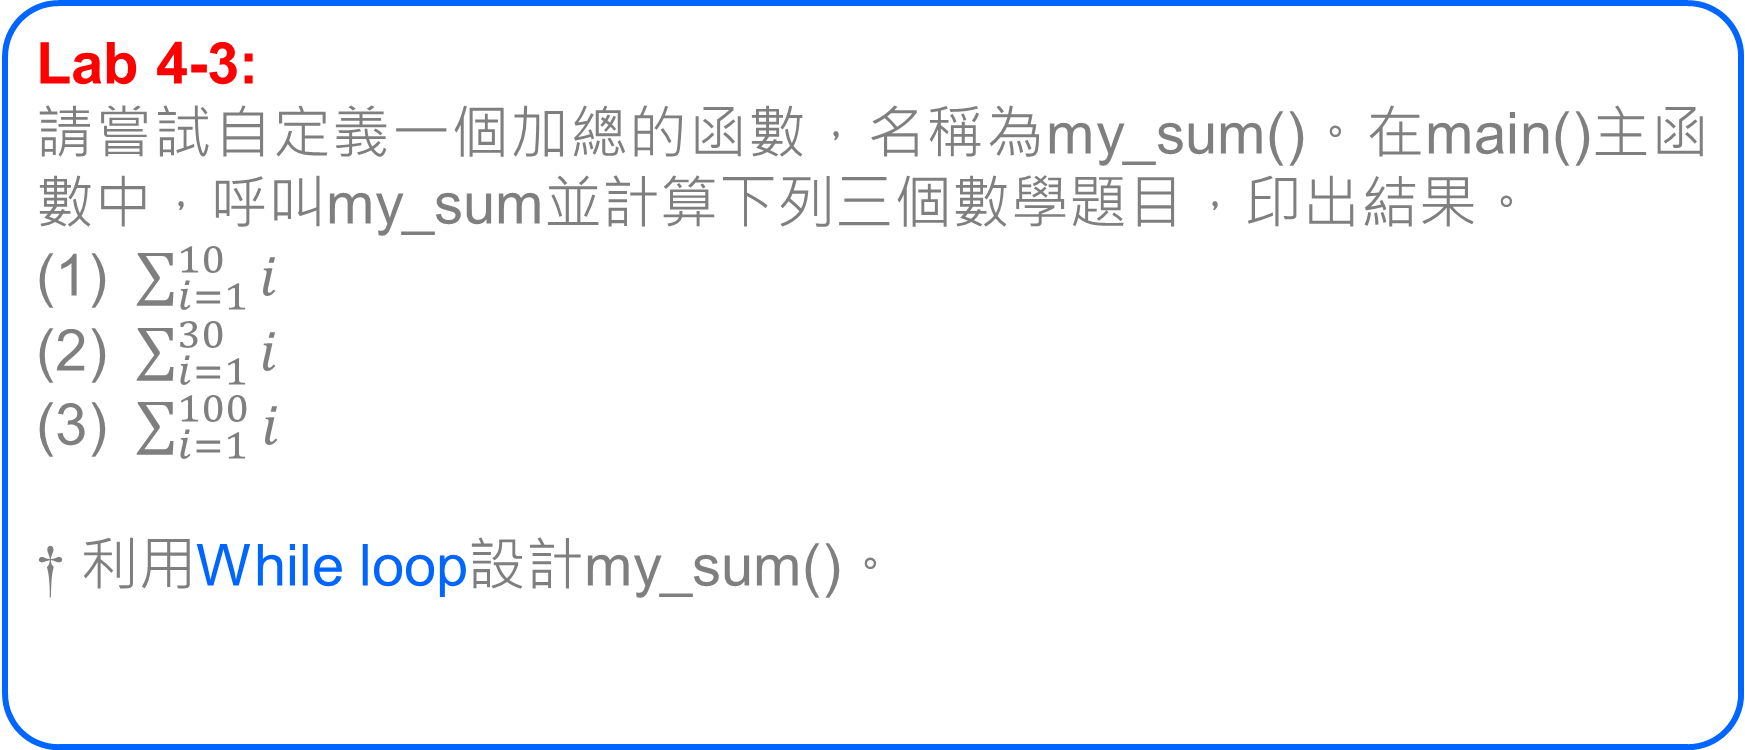 Lab 4-3:
請嘗試自定義一個加總的函數，名稱為my_sum()。在main()主函
數中，呼叫my_sum並計算下列三個數學題目，印出結果。
(1) $\sum_{i=1}^{10} i$
(2) $\sum_{i=1}^{30} i$
(3) $\sum_{i=1}^{100} i$
† 利用While loop設計my_sum()。